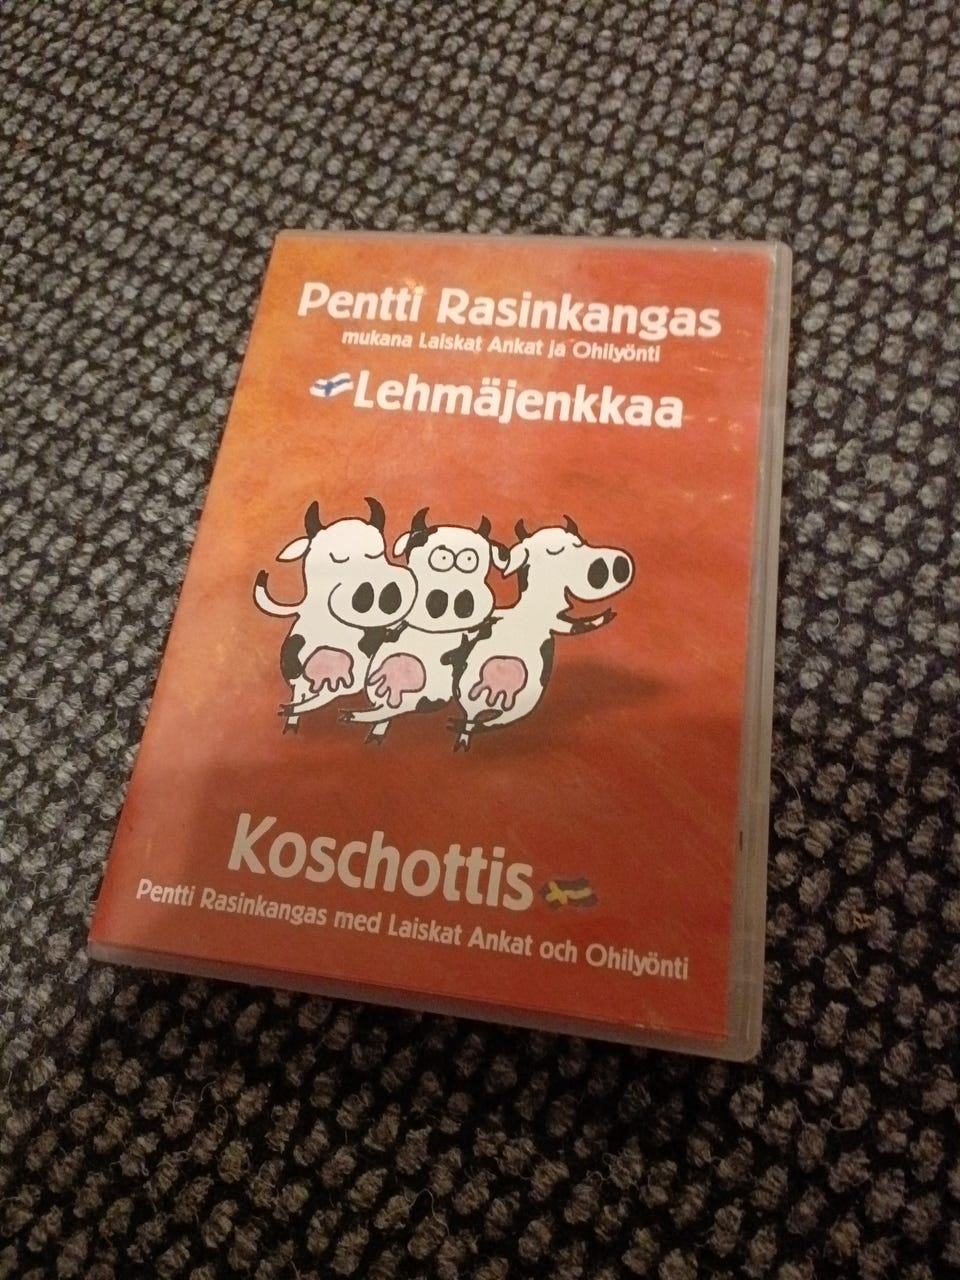 Pentti Rasinkangas
mukana Laiskat Ankat ja Ohilyönti
Lehmäjenkkaa
Koschottis
Pentti Rasinkangas med Laiskat Ankat och Ohilyönti